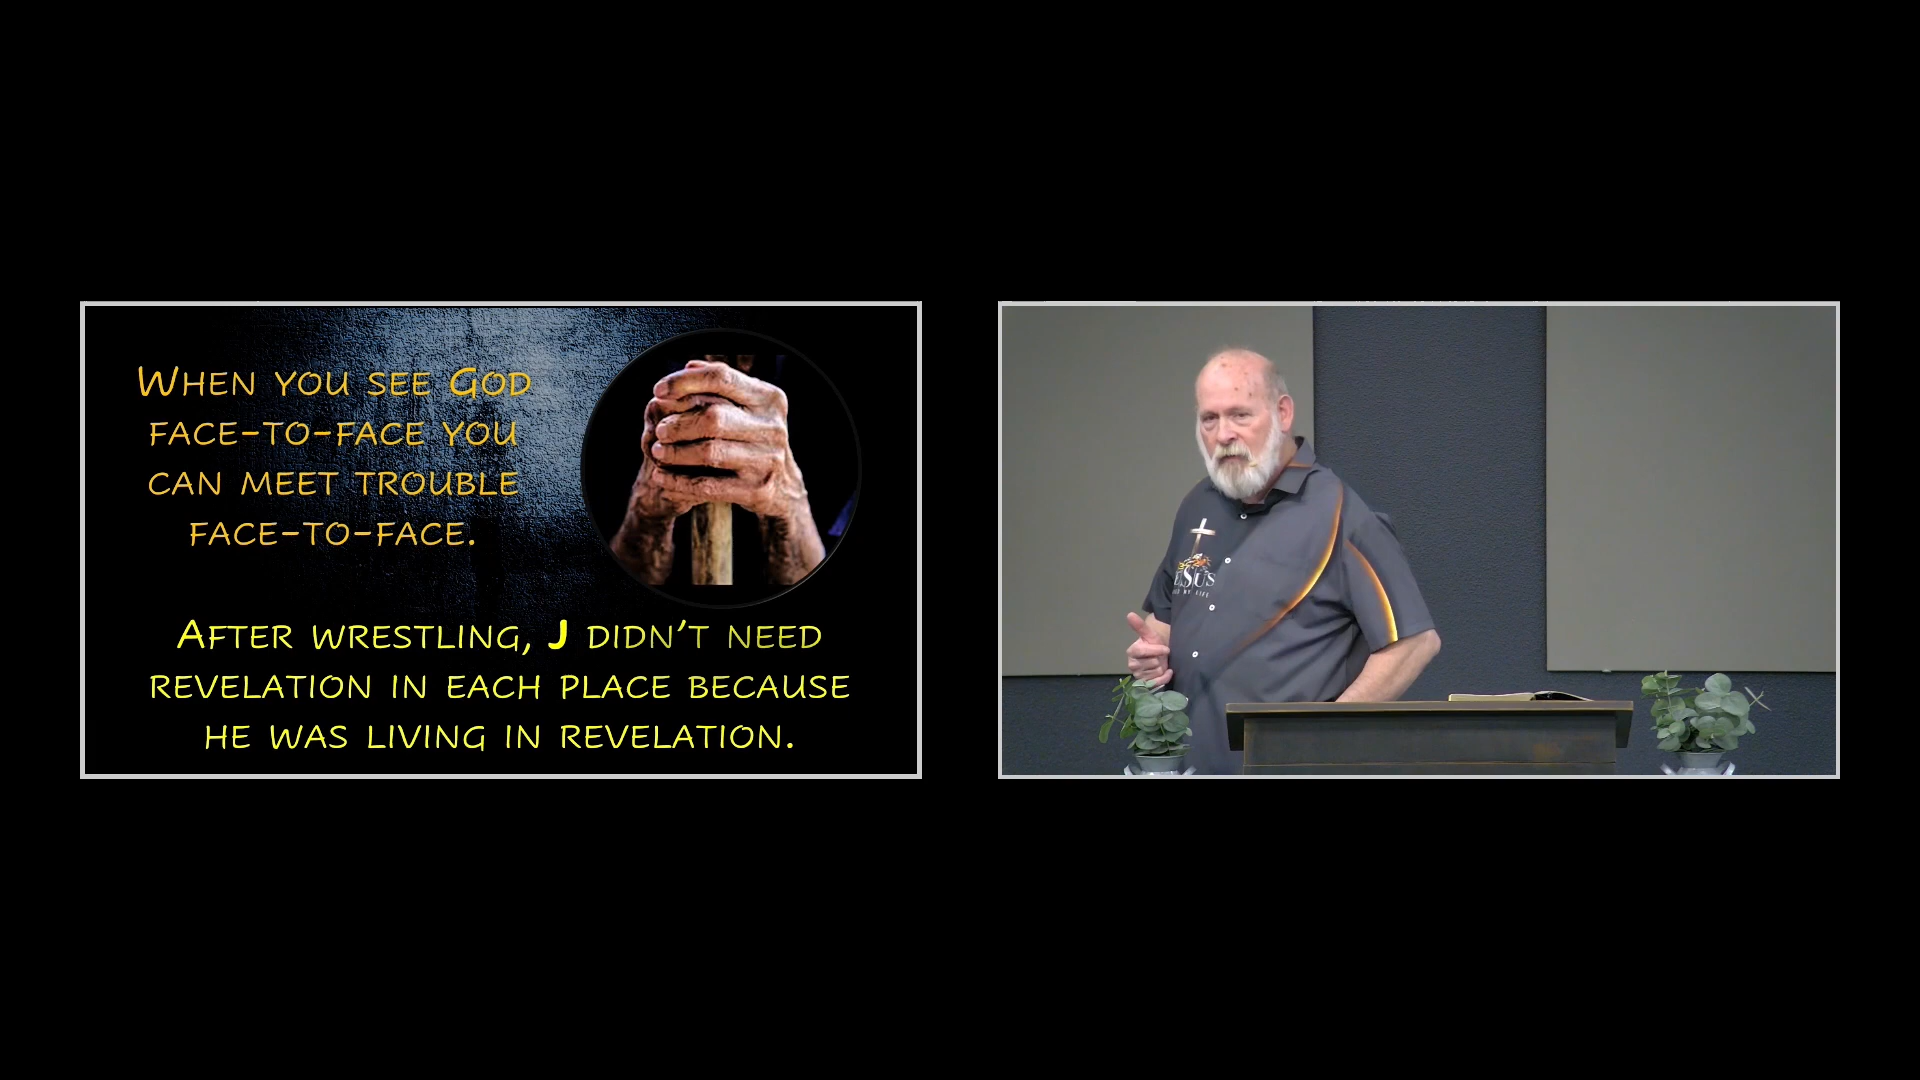 When you see God
face-to-face you
can meet trouble
face-to-face.
After wrestling, J didn't need
revelation in each place because
he was living in revelation.